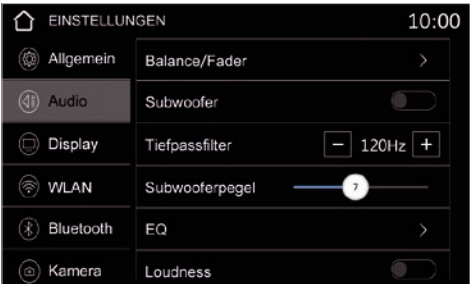 EINSTELLUNGEN 10:00
Allgemein
Audio
Display
WLAN
Bluetooth
Kamera
Balance/Fader
Subwoofer
Tiefpassfilter − 120Hz +
Subwooferpegel 7
EQ
Loudness